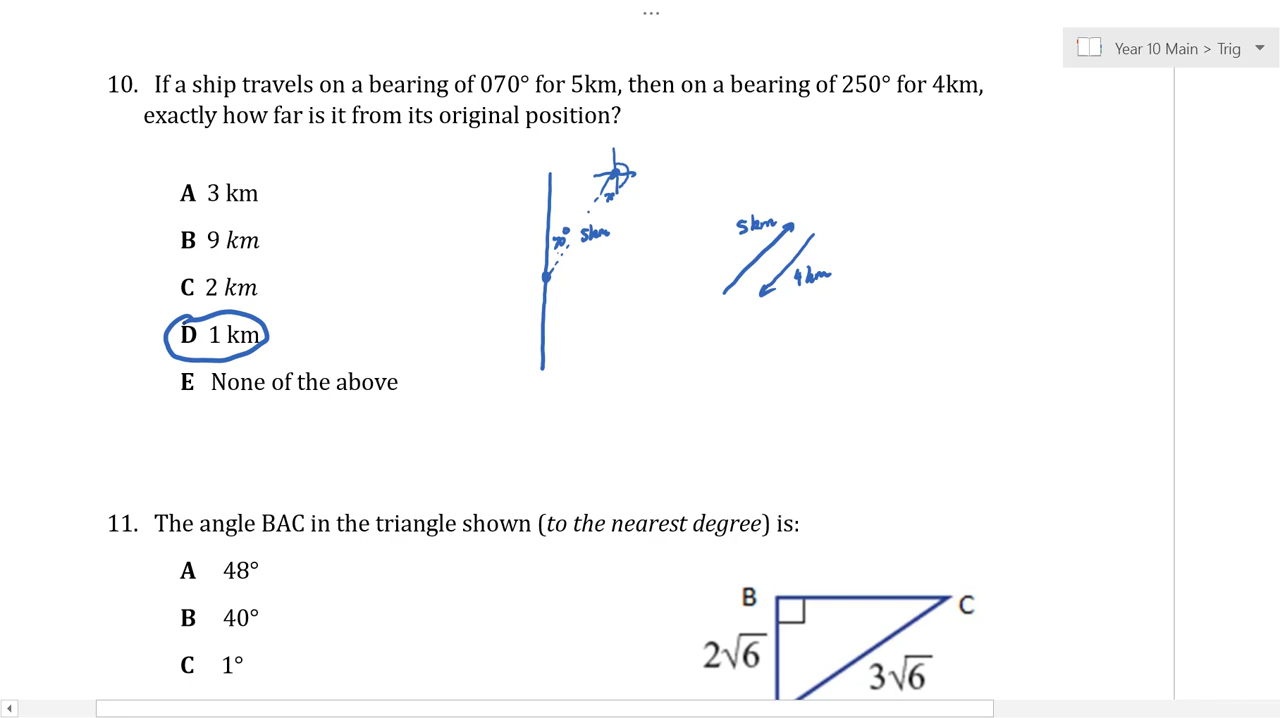 Year 10 Main > Trig
10. If a ship travels on a bearing of 070° for 5km, then on a bearing of 250° for 4km,
exactly how far is it from its original position?
A 3 km
B 9 km
C 2 km
D 1 km
E None of the above
70°
5km
70
5km
4km
11. The angle BAC in the triangle shown (to the nearest degree) is:
A 48°
B 40°
C 1°
B
C
2√6
3√6